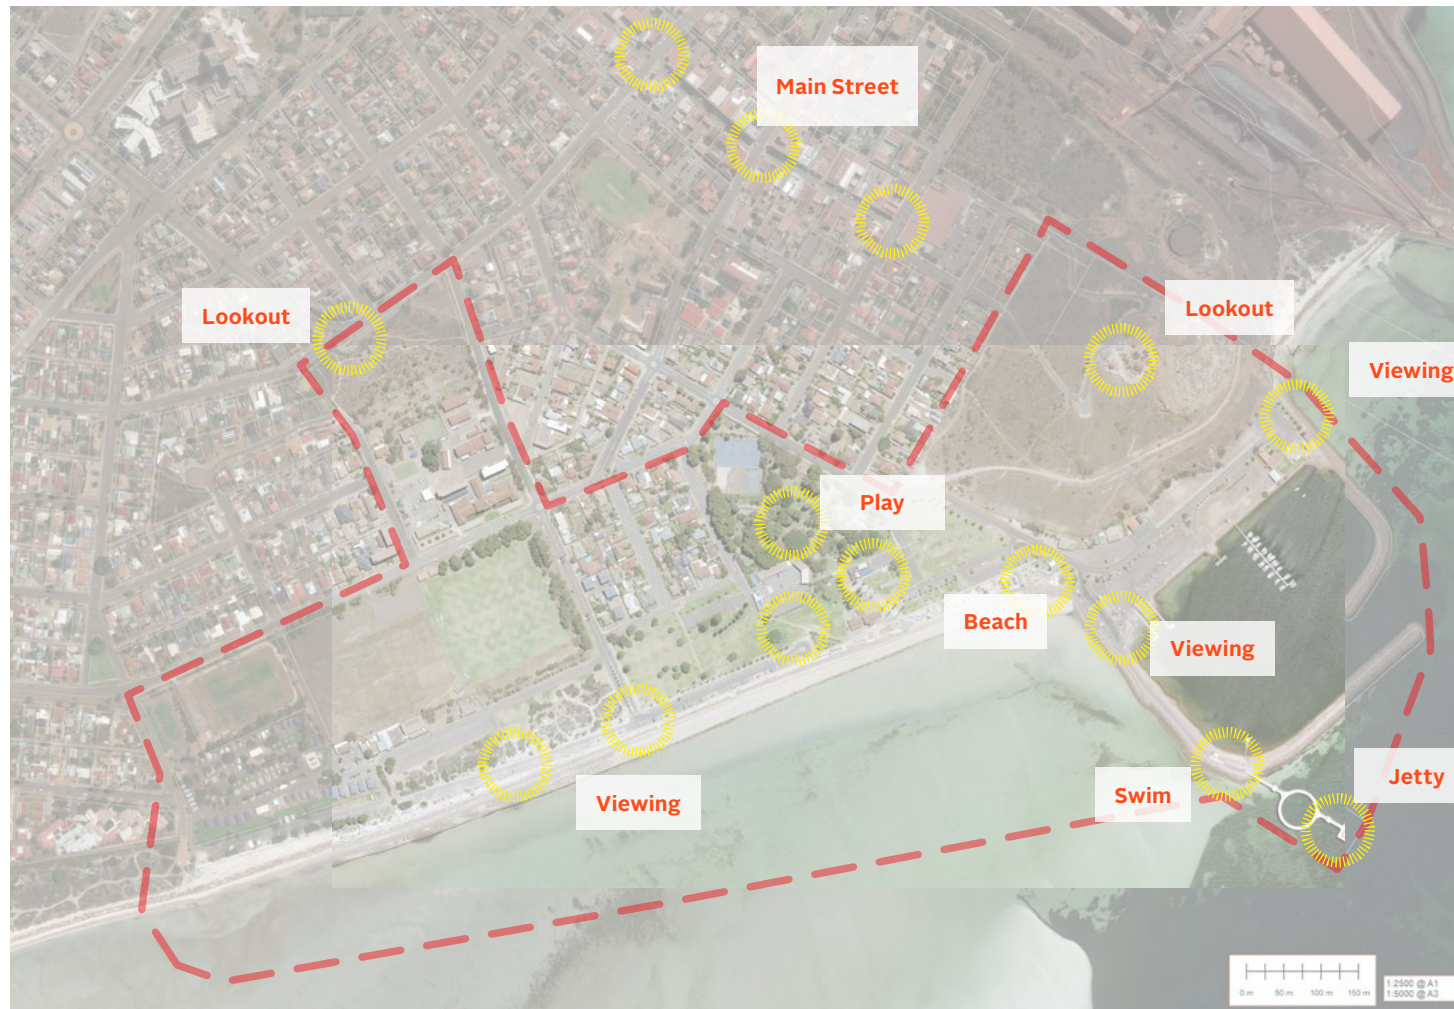 Main Street
Lookout
Lookout
Viewing
Play
Beach
Viewing
Viewing
Swim
Jetty
0 m 50 m 100 m 150 m
1:2500 @ A1
1:5000 @ A3